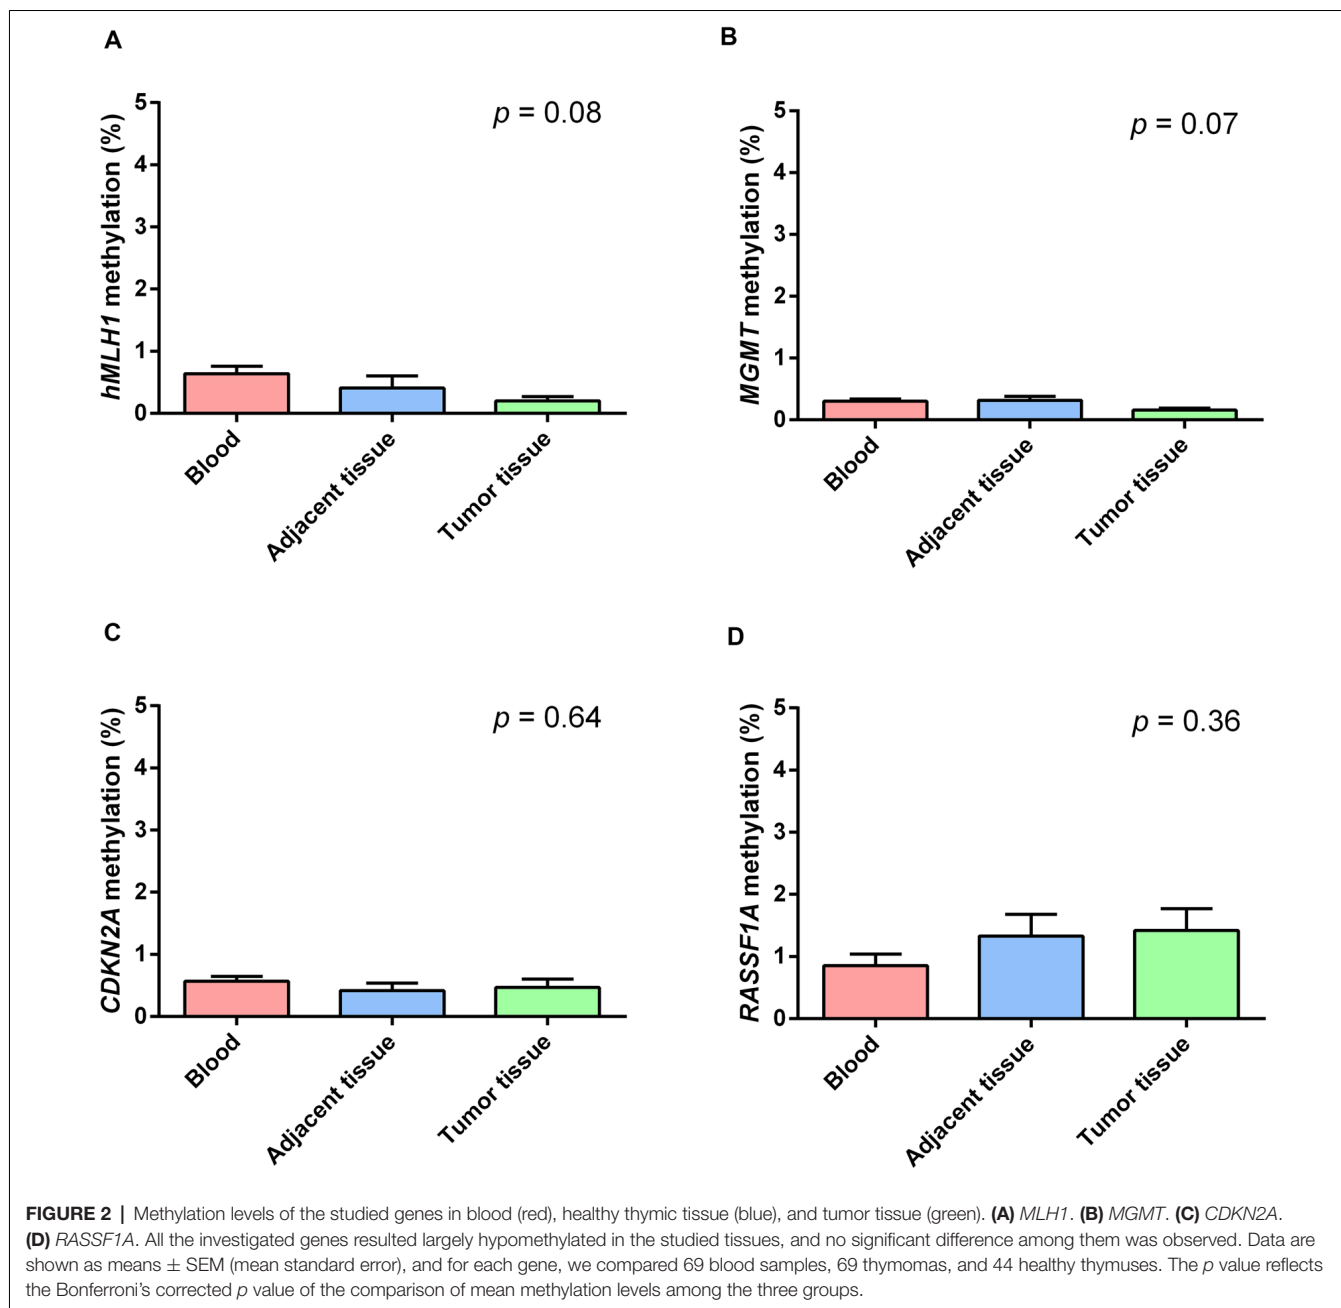 A
hMLH1 methylation (%)
5
4
3
2
1
0
p = 0.08
Blood
Adjacent tissue
Tumor tissue
B
MGMT methylation (%)
5
4
3
2
1
0
p = 0.07
Blood
Adjacent tissue
Tumor tissue
C
CDKN2A methylation (%)
5
4
3
2
1
0
p = 0.64
Blood
Adjacent tissue
Tumor tissue
D
RASSF1A methylation (%)
5
4
3
2
1
0
p = 0.36
Blood
Adjacent tissue
Tumor tissue
FIGURE 2 | Methylation levels of the studied genes in blood (red), healthy thymic tissue (blue), and tumor tissue (green). (A) MLH1. (B) MGMT. (C) CDKN2A.
(D) RASSF1A. All the investigated genes resulted largely hypomethylated in the studied tissues, and no significant difference among them was observed. Data are
shown as means ± SEM (mean standard error), and for each gene, we compared 69 blood samples, 69 thymomas, and 44 healthy thymuses. The p value reflects
the Bonferroni's corrected p value of the comparison of mean methylation levels among the three groups.